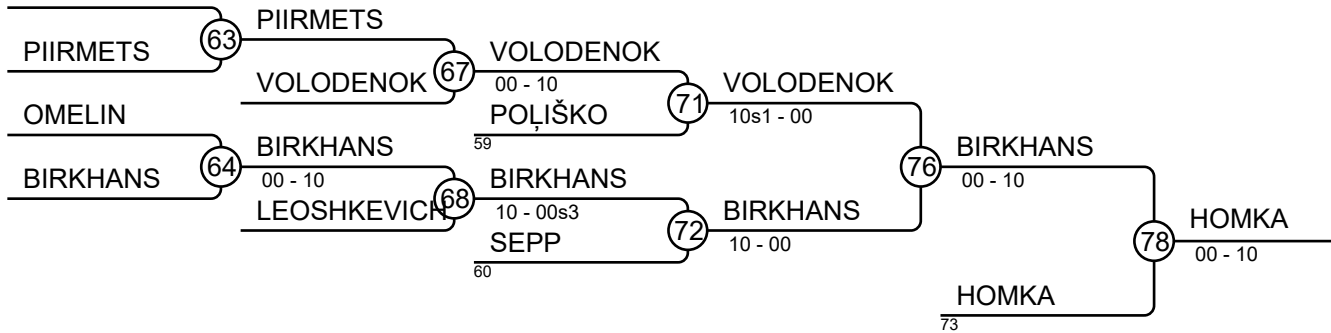 PIIRMETS
63
PIIRMETS
VOLODENOK
67
VOLODENOK
00 - 10
POĻIŠKO
59
71
VOLODENOK
10s1 - 00
OMELIN
BIRKHANS
64
BIRKHANS
00 - 10
LEOSHKEVICH
68
BIRKHANS
10 - 00s3
SEPP
60
72
BIRKHANS
10 - 00
76
BIRKHANS
00 - 10
HOMKA
73
78
HOMKA
00 - 10